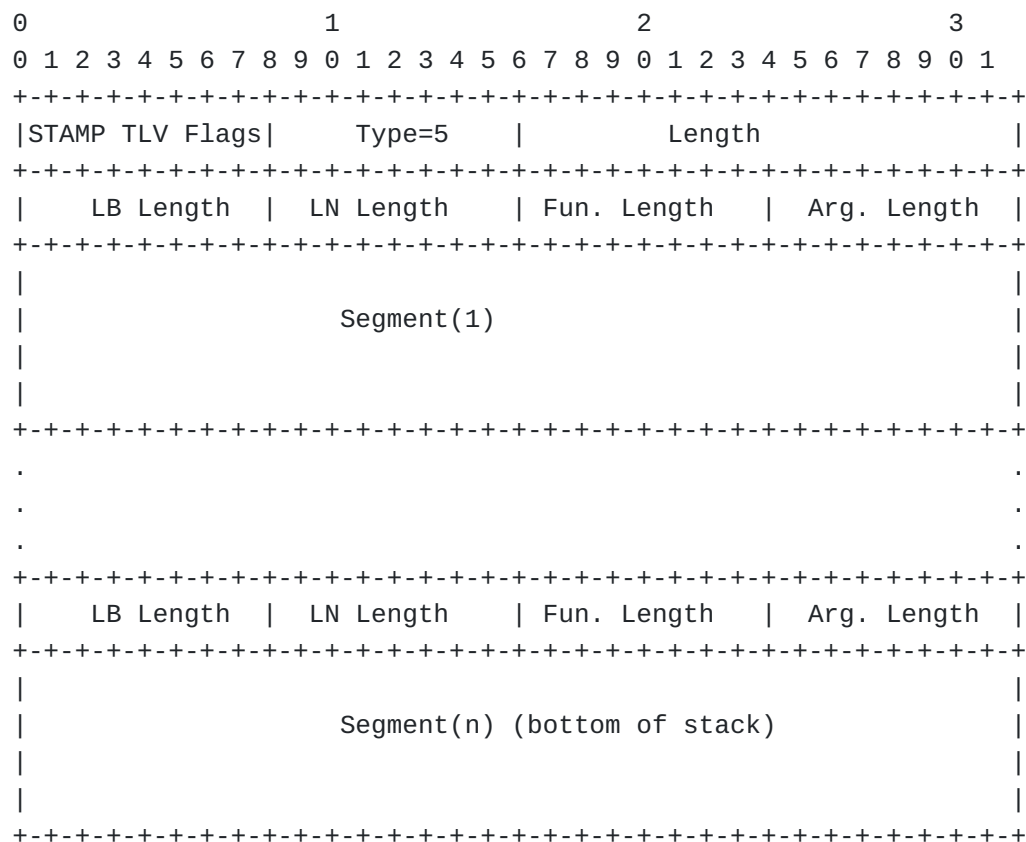 0                   1                   2                   3
0 1 2 3 4 5 6 7 8 9 0 1 2 3 4 5 6 7 8 9 0 1 2 3 4 5 6 7 8 9 0 1
+-+-+-+-+-+-+-+-+-+-+-+-+-+-+-+-+-+-+-+-+-+-+-+-+-+-+-+-+-+-+-+-+
|STAMP TLV Flags|     Type=5    |         Length                |
+-+-+-+-+-+-+-+-+-+-+-+-+-+-+-+-+-+-+-+-+-+-+-+-+-+-+-+-+-+-+-+-+
|    LB Length  |  LN Length    | Fun. Length   |  Arg. Length  |
+-+-+-+-+-+-+-+-+-+-+-+-+-+-+-+-+-+-+-+-+-+-+-+-+-+-+-+-+-+-+-+-+
|                                                               |
|                    Segment(1)                                 |
|                                                               |
|                                                               |
+-+-+-+-+-+-+-+-+-+-+-+-+-+-+-+-+-+-+-+-+-+-+-+-+-+-+-+-+-+-+-+-+
.                                                               .
.                                                               .
.                                                               .
+-+-+-+-+-+-+-+-+-+-+-+-+-+-+-+-+-+-+-+-+-+-+-+-+-+-+-+-+-+-+-+-+
|    LB Length  |  LN Length    | Fun. Length   |  Arg. Length  |
+-+-+-+-+-+-+-+-+-+-+-+-+-+-+-+-+-+-+-+-+-+-+-+-+-+-+-+-+-+-+-+-+
|                                                               |
|                    Segment(n) (bottom of stack)               |
|                                                               |
|                                                               |
+-+-+-+-+-+-+-+-+-+-+-+-+-+-+-+-+-+-+-+-+-+-+-+-+-+-+-+-+-+-+-+-+